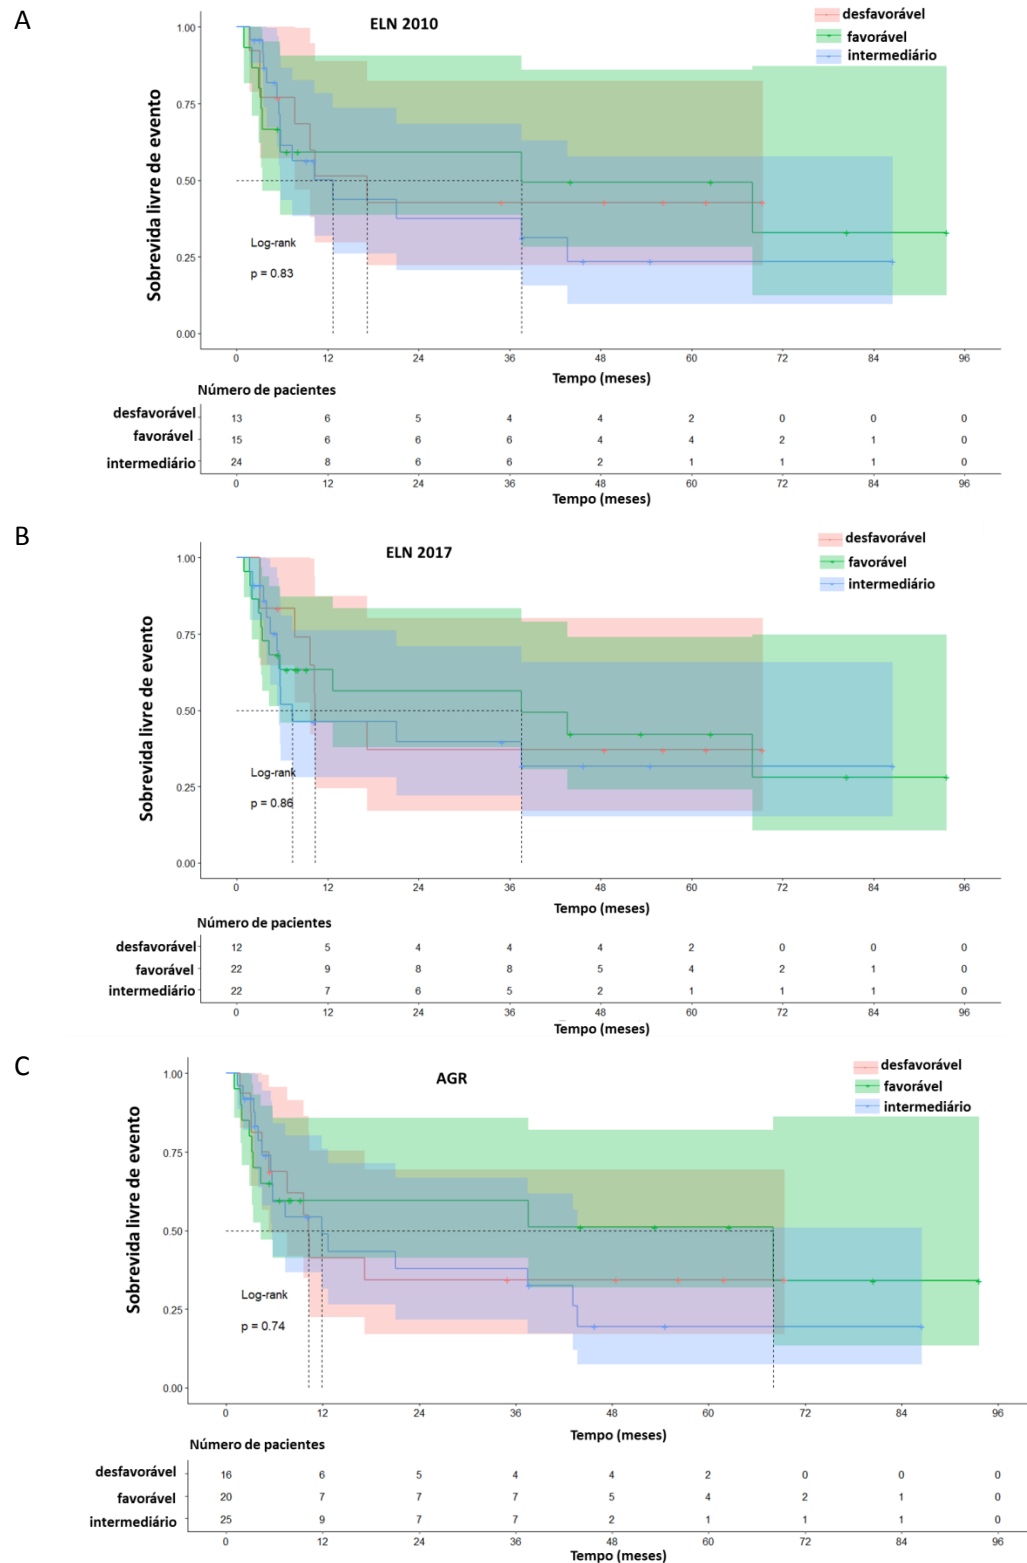 A
ELN 2010
desfavorável
favorável
intermediário
Sobrevida livre de evento
1.00
0.75
0.50
0.25
0.00
Log-rank
p = 0.83
0 12 24 36 48 60 72 84 96
Tempo (meses)
Número de pacientes
desfavorável 13 6 5 4 4 2 0 0 0
favorável 15 6 6 6 4 4 2 1 0
intermediário 24 8 6 6 2 1 1 1 0
0 12 24 36 48 60 72 84 96
Tempo (meses)
B
ELN 2017
desfavorável
favorável
intermediário
Sobrevida livre de evento
1.00
0.75
0.50
0.25
0.00
Log-rank
p = 0.86
0 12 24 36 48 60 72 84 96
Tempo (meses)
Número de pacientes
desfavorável 12 5 4 4 4 2 0 0 0
favorável 22 9 8 8 5 4 2 1 0
intermediário 22 7 6 5 2 1 1 1 0
0 12 24 36 48 60 72 84 96
Tempo (meses)
C
AGR
desfavorável
favorável
intermediário
Sobrevida livre de evento
1.00
0.75
0.50
0.25
0.00
Log-rank
p = 0.74
0 12 24 36 48 60 72 84 96
Tempo (meses)
Número de pacientes
desfavorável 16 6 5 4 4 2 0 0 0
favorável 20 7 7 7 5 4 2 1 0
intermediário 25 9 7 7 2 1 1 1 0
0 12 24 36 48 60 72 84 96
Tempo (meses)